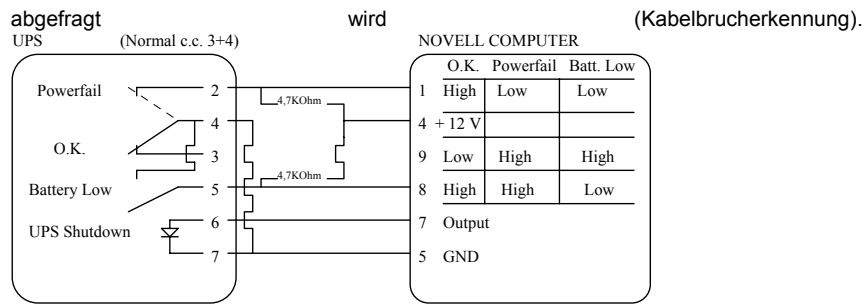 abgefragt wird (Kabelbrucherkennung).
UPS (Normal c.c. 3+4) NOVELL COMPUTER
O.K. Powerfail Batt. Low
Powerfail 2 1 High Low Low
4,7KOhm
4 4 + 12 V
O.K. 3 9 Low High High
4,7KOhm
Battery Low 5 8 High High Low
UPS Shutdown 6 7 Output
7 5 GND